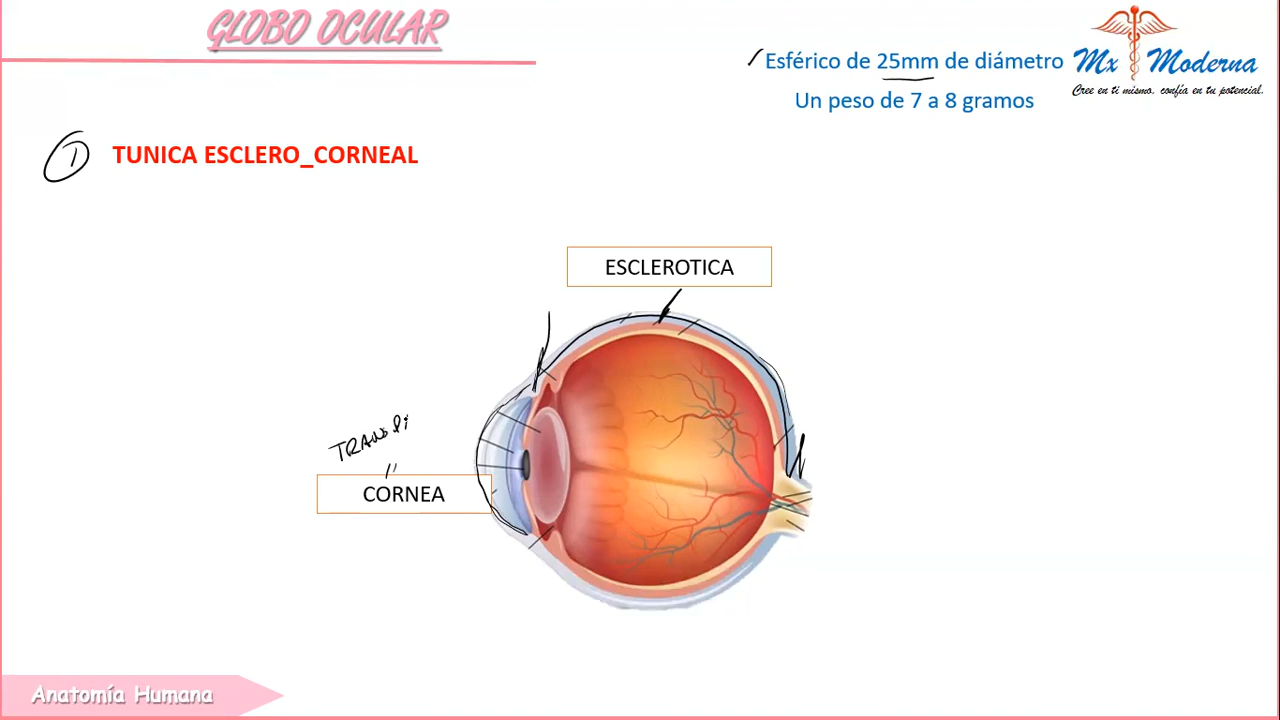 GLOBO OCULAR
Esférico de 25mm de diámetro
Un peso de 7 a 8 gramos
Mx Moderna
Cree en ti mismo, confía en tu potencial.
1 TUNICA ESCLERO_CORNEAL
ESCLEROTICA
CORNEA
Anatomía Humana